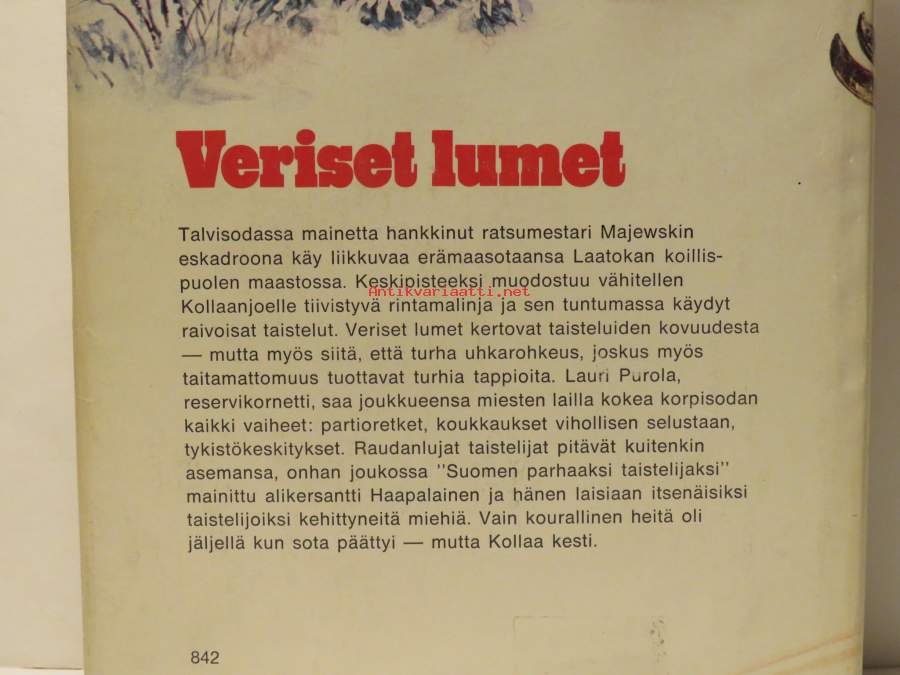 Veriset lumet
Talvisodassa mainetta hankkinut ratsumestari Majewskin
eskadroona käy liikkuvaa erämaasotaansa Laatokan koillis-
puolen maastossa. Keskipisteeksi muodostuu vähitellen
Antikvariaatti.net
Kollaanjoelle tiivistyvä rintamalinja ja sen tuntumassa käydyt
raivoisat taistelut. Veriset lumet kertovat taisteluiden kovuudesta
— mutta myös siitä, että turha uhkarohkeus, joskus myös
taitamattomuus tuottavat turhia tappioita. Lauri Purola,
reservikornetti, saa joukkueensa miesten lailla kokea korpisodan
kaikki vaiheet: partioretket, koukkaukset vihollisen selustaan,
tykistökeskitykset. Raudanlujat taistelijat pitävät kuitenkin
asemansa, onhan joukossa ”Suomen parhaaksi taistelijaksi”
mainittu alikersantti Haapalainen ja hänen laisiaan itsenäisiksi
taistelijoiksi kehittyneitä miehiä. Vain kourallinen heitä oli
jäljellä kun sota päättyi — mutta Kollaa kesti.
842